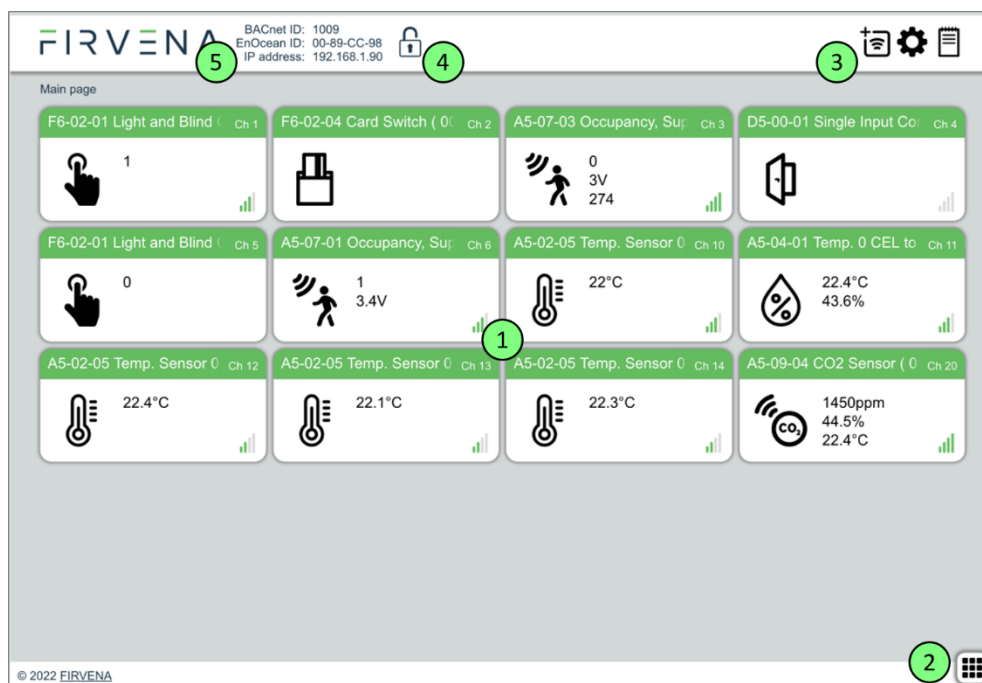 FIRVENA
BACnet ID: 1009
EnOcean ID: 00-89-CC-98
IP address: 192.168.1.90
5
4
3
Main page
F6-02-01 Light and Blind Ch 1
1
F6-02-04 Card Switch ( 00 Ch 2
A5-07-03 Occupancy, Sup Ch 3
0
3V
274
D5-00-01 Single Input Co Ch 4
F6-02-01 Light and Blind Ch 5
0
A5-07-01 Occupancy, Sup Ch 6
1
3.4V
A5-02-05 Temp. Sensor 0 Ch 10
22°C
A5-04-01 Temp. 0 CEL to Ch 11
22.4°C
43.6%
1
A5-02-05 Temp. Sensor 0 Ch 12
22.4°C
A5-02-05 Temp. Sensor 0 Ch 13
22.1°C
A5-02-05 Temp. Sensor 0 Ch 14
22.3°C
A5-09-04 CO2 Sensor ( 0 Ch 20
CO₂
1450ppm
44.5%
22.4°C
2
© 2022 FIRVENA